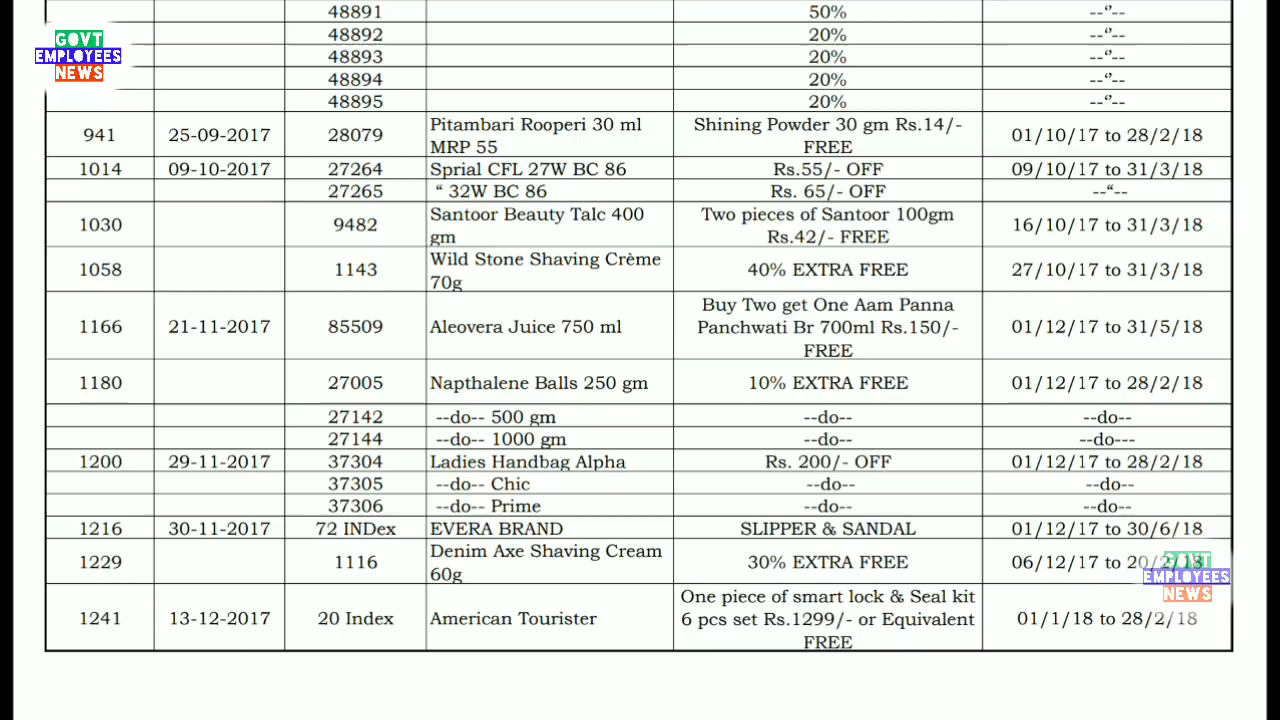 48891 50% --“--
48892 20% --“--
GOVT
EMPLOYEES
NEWS
48893 20% --“--
48894 20% --“--
48895 20% --“--
941 25-09-2017 28079 Pitambari Rooperi 30 ml MRP 55 Shining Powder 30 gm Rs.14/- FREE 01/10/17 to 28/2/18
1014 09-10-2017 27264 Sprial CFL 27W BC 86 Rs.55/- OFF 09/10/17 to 31/3/18
27265 “ 32W BC 86 Rs. 65/- OFF --“--
1030 9482 Santoor Beauty Talc 400 gm Two pieces of Santoor 100gm Rs.42/- FREE 16/10/17 to 31/3/18
1058 1143 Wild Stone Shaving Crème 70g 40% EXTRA FREE 27/10/17 to 31/3/18
1166 21-11-2017 85509 Aleovera Juice 750 ml Buy Two get One Aam Panna Panchwati Br 700ml Rs.150/- FREE 01/12/17 to 31/5/18
1180 27005 Napthalene Balls 250 gm 10% EXTRA FREE 01/12/17 to 28/2/18
27142 --do-- 500 gm --do-- --do--
27144 --do-- 1000 gm --do-- --do---
1200 29-11-2017 37304 Ladies Handbag Alpha Rs. 200/- OFF 01/12/17 to 28/2/18
37305 --do-- Chic --do-- --do--
37306 --do-- Prime --do-- --do--
1216 30-11-2017 72 INDex EVERA BRAND SLIPPER & SANDAL 01/12/17 to 30/6/18
1229 1116 Denim Axe Shaving Cream 60g 30% EXTRA FREE 06/12/17 to 20/2/18
GOVT
EMPLOYEES
NEWS
1241 13-12-2017 20 Index American Tourister One piece of smart lock & Seal kit 6 pcs set Rs.1299/- or Equivalent FREE 01/1/18 to 28/2/18